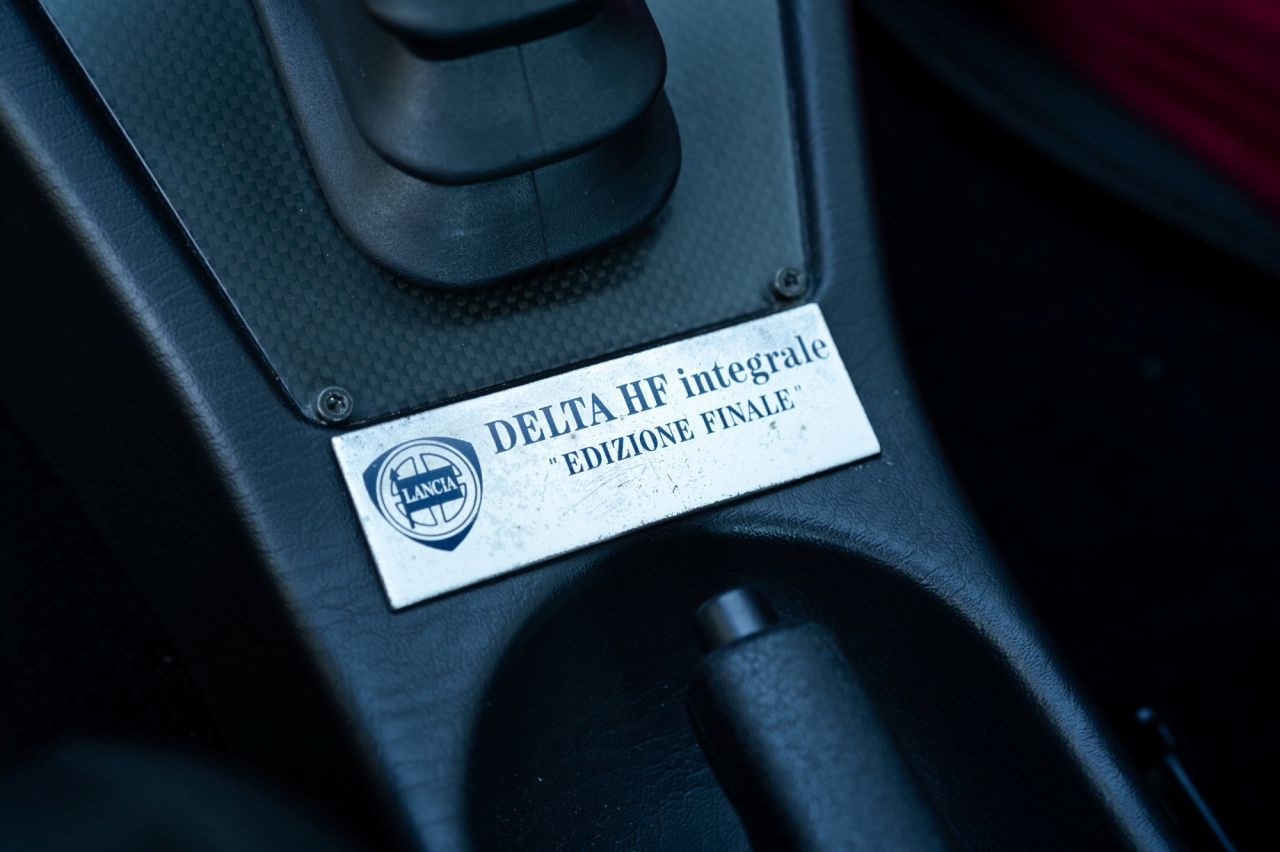 DELTA HF integrale
"EDIZIONE FINALE"
LANCIA